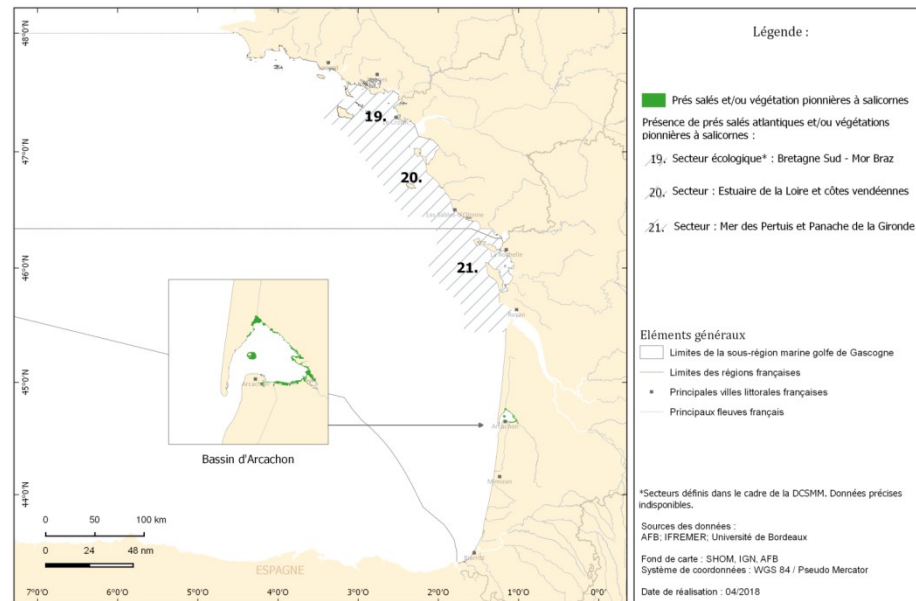 48°0'N
47°0'N
46°0'N
45°0'N
44°0'N
19.
20.
Les Sables-d'Olonne
21.
La Rochelle
Royan
Arcachon
Bassin d'Arcachon
Arcachon
Mimizan
Biarritz
ESPAGNE
0 50 100 km
0 24 48 nm
7°0'O 6°0'O 5°0'O 4°0'O 3°0'O 2°0'O 1°0'O 0°0
Légende :
Prés salés et/ou végétation pionnières à salicornes
Présence de prés salés atlantiques et/ou végétations
pionnières à salicornes :
19. Secteur écologique* : Bretagne Sud - Mor Braz
20. Secteur : Estuaire de la Loire et côtes vendéennes
21. Secteur : Mer des Pertuis et Panache de la Gironde
Eléments généraux
Limites de la sous-région marine golfe de Gascogne
Limites des régions françaises
Principales villes littorales françaises
Principaux fleuves français
*Secteurs définis dans le cadre de la DCSMM. Données précises
indisponibles.
Sources des données :
AFB; IFREMER; Université de Bordeaux
Fond de carte : SHOM, IGN, AFB
Système de coordonnées : WGS 84 / Pseudo Mercator
Date de réalisation : 04/2018